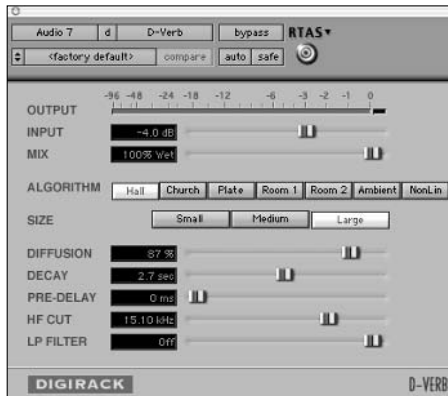 Audio 7 d D-Verb bypass RTAS
<factory default> compare auto safe
-96 -48 -24 -18 -12 -6 -3 -2 -1 0
OUTPUT
INPUT -4.0 dB
MIX 100% Wet
ALGORITHM Hall Church Plate Room 1 Room 2 Ambient NonLin
SIZE Small Medium Large
DIFFUSION 87 %
DECAY 2.7 sec
PRE-DELAY 0 ms
HF CUT 15.10 kHz
LP FILTER Off
DIGIRACK D-VERB